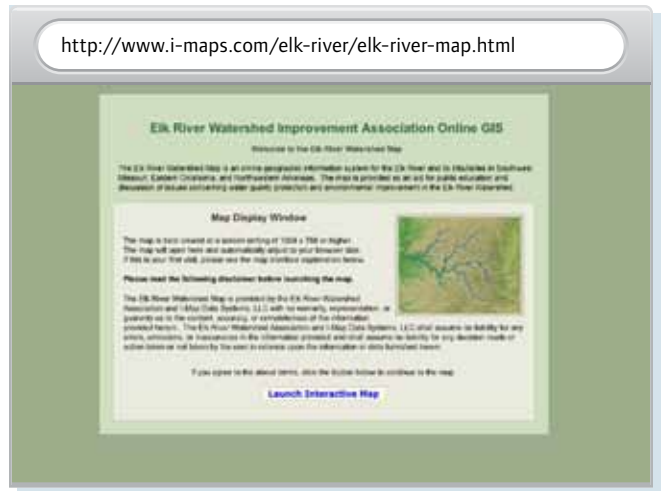 http://www.i-maps.com/elk-river/elk-river-map.html
Elk River Watershed Improvement Association Online GIS
Welcome to the Elk River Watershed Map
The Elk River Watershed Map is an online geographic information system for the Elk River and its tributaries in Southwest
Missouri, Eastern Oklahoma, and Northwestern Arkansas. The map is provided as an aid for public education and
discussion of issues concerning water quality protection and environmental improvement in the Elk River Watershed.
Map Display Window
The map is best viewed at a screen setting of 1024 x 768 or higher.
The map will open here and automatically adjust to your browser size.
If this is your first visit, please see the map interface explanation below.
Please read the following disclaimer before launching the map.
The Elk River Watershed Map is provided by the Elk River Watershed
Association and I-Map Data Systems, LLC with no warranty, representation, or
guaranty as to the content, accuracy, or completeness of the information
provided herein. The Elk River Watershed Association and I-Map Data Systems, LLC shall assume no liability for any
errors, omissions, or inaccuracies in the information provided and shall assume no liability for any decision made or
action taken or not taken by the user in reliance upon the information or data furnished herein.
If you agree to the above terms, click the button below to continue to the map.
Launch Interactive Map